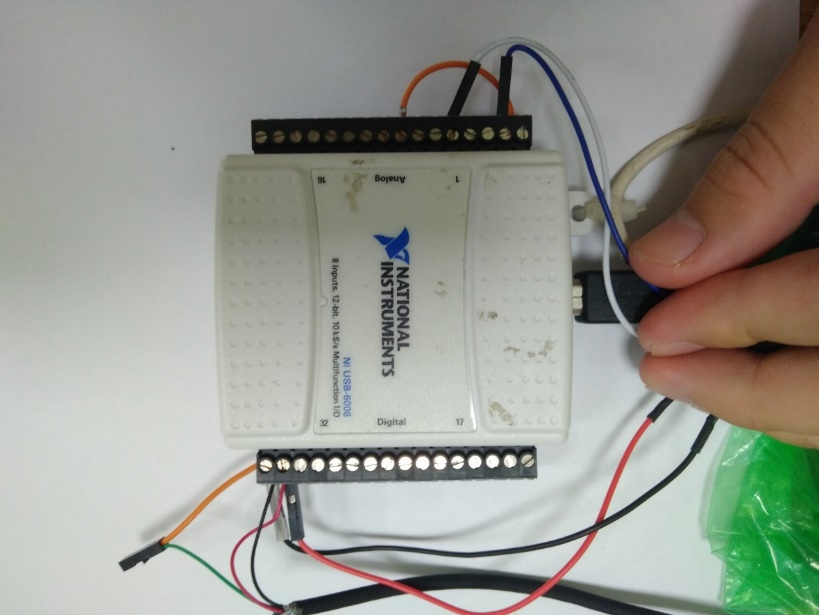 16
Analog
1
NATIONAL
INSTRUMENTS
NI USB-6008
8 Inputs, 12-bit, 10 kS/s Multifunction I/O
32
Digital
17